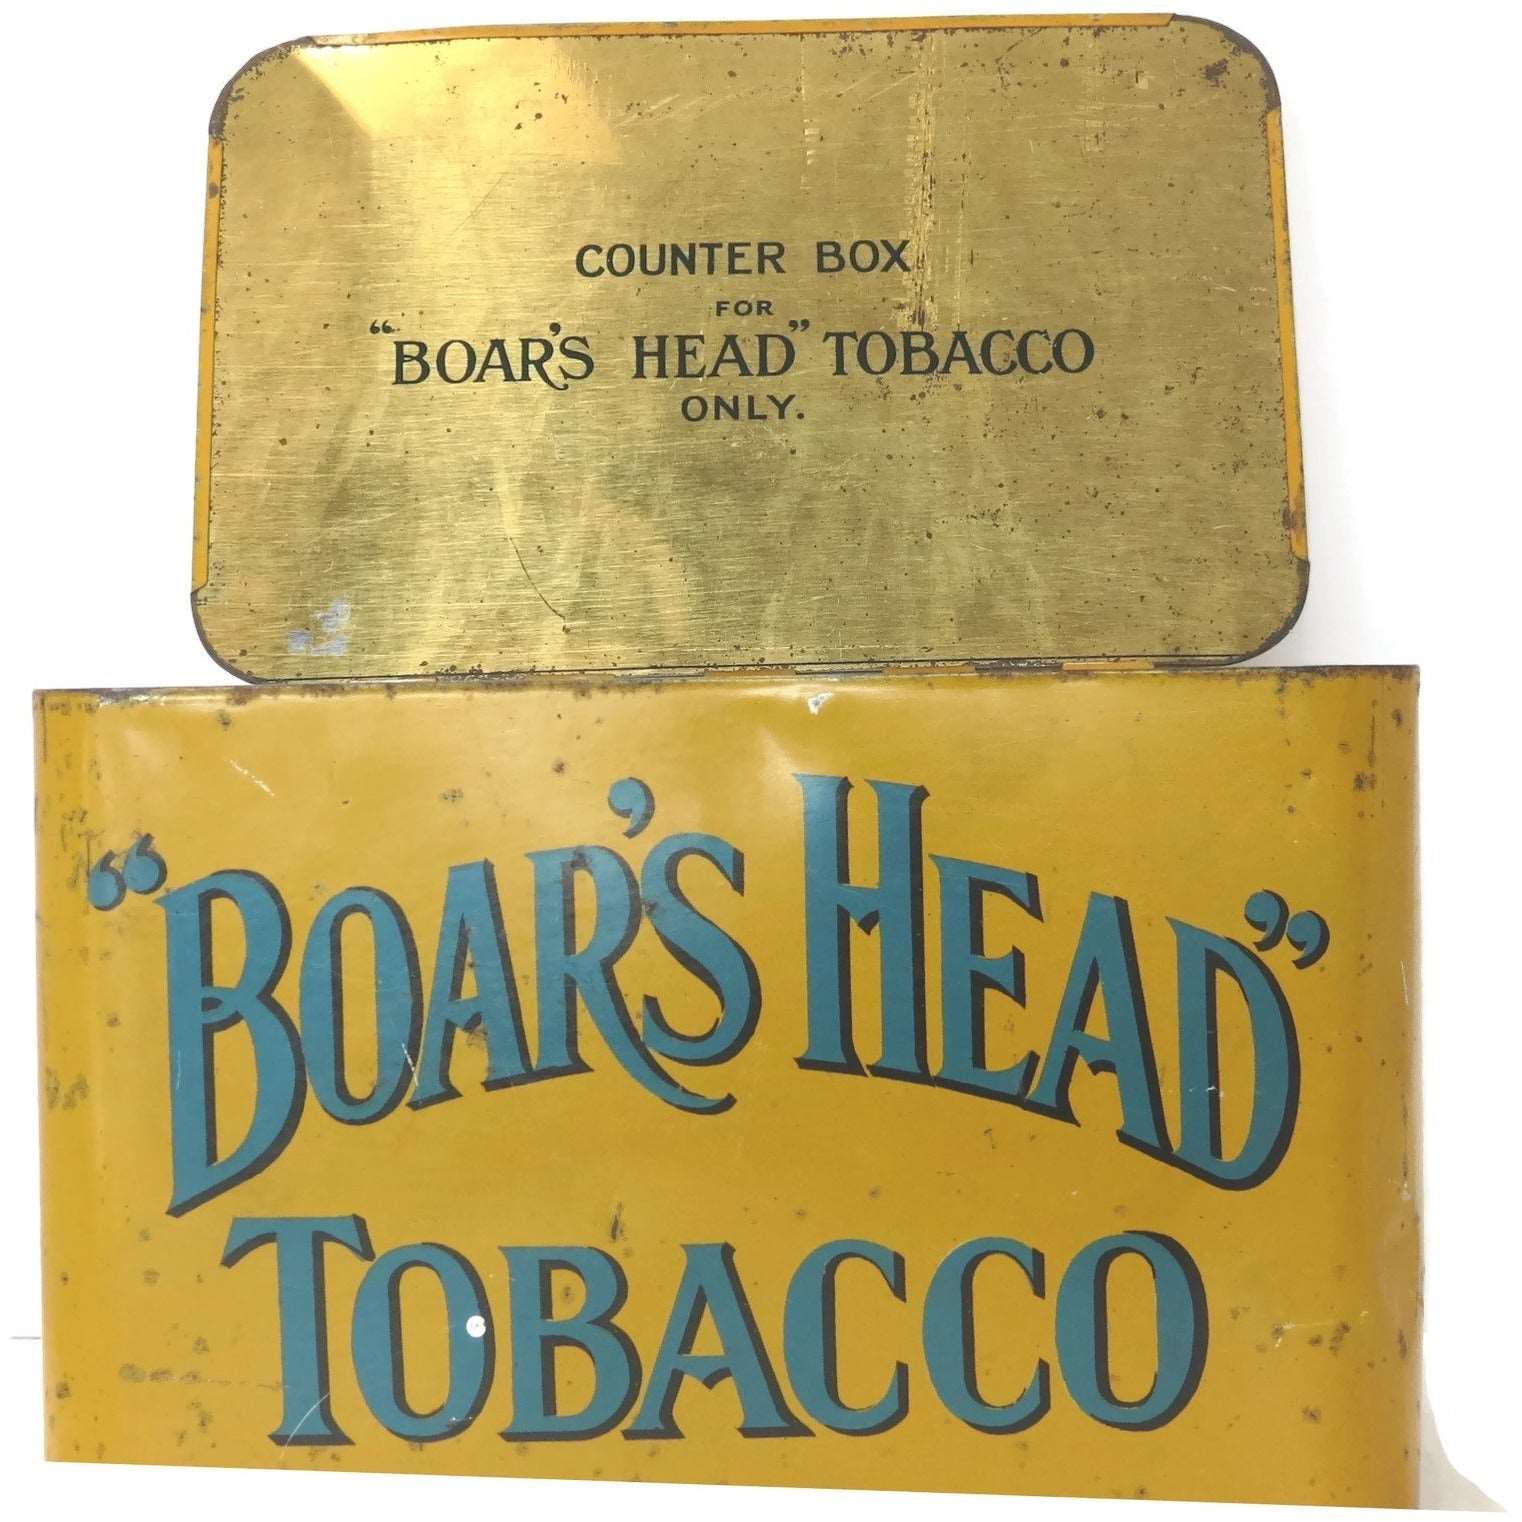 COUNTER BOX
FOR
“BOAR'S HEAD” TOBACCO
ONLY.
“BOAR'S HEAD”
TOBACCO